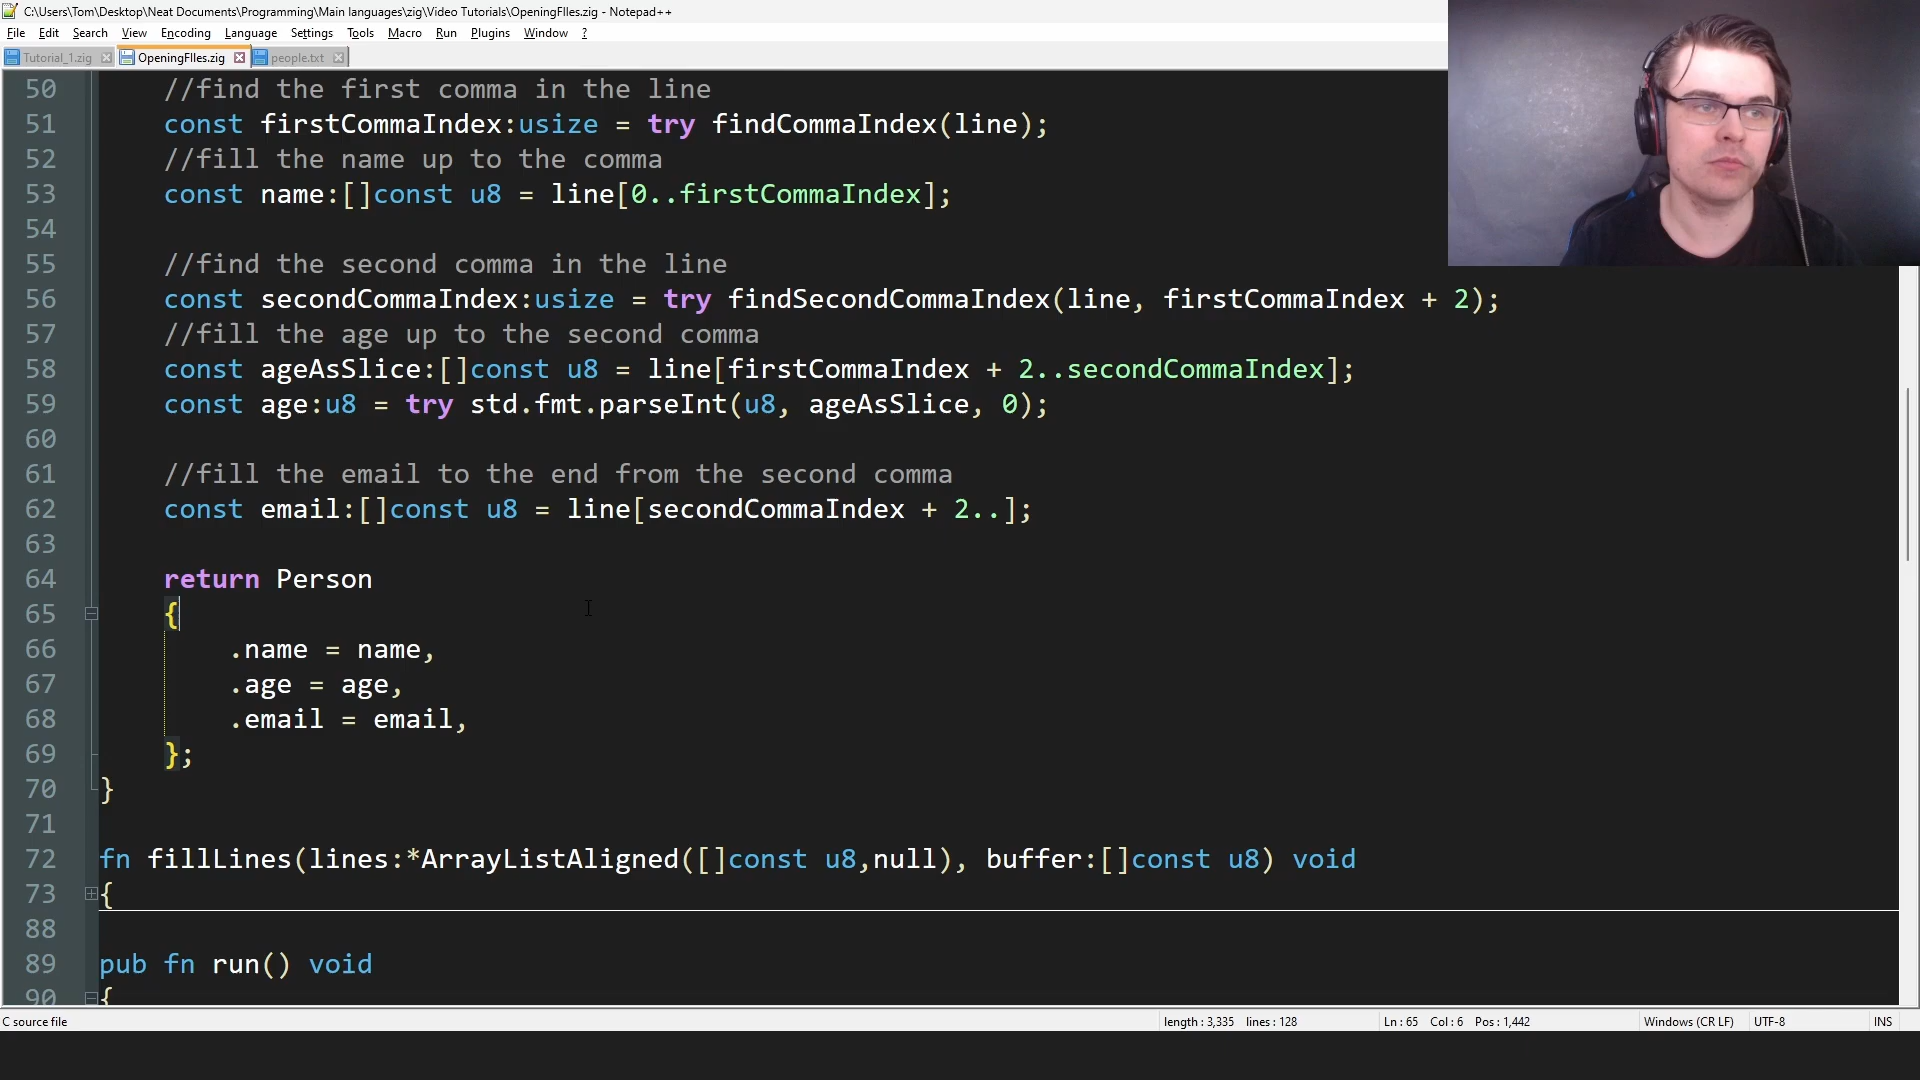 C:\Users\Tom\Desktop\Neat Documents\Programming\Main languages\zig\Video Tutorials\OpeningFIles.zig - Notepad++
File Edit Search View Encoding Language Settings Tools Macro Run Plugins Window ?
Tutorial_1.zig OpeningFIles.zig people.txt
50 //find the first comma in the line
51 const firstCommaIndex:usize = try findCommaIndex(line);
52 //fill the name up to the comma
53 const name:[]const u8 = line[0..firstCommaIndex];
54
55 //find the second comma in the line
56 const secondCommaIndex:usize = try findSecondCommaIndex(line, firstCommaIndex + 2);
57 //fill the age up to the second comma
58 const ageAsSlice:[]const u8 = line[firstCommaIndex + 2..secondCommaIndex];
59 const age:u8 = try std.fmt.parseInt(u8, ageAsSlice, 0);
60
61 //fill the email to the end from the second comma
62 const email:[]const u8 = line[secondCommaIndex + 2..];
63
64 return Person
65 {
66 .name = name,
67 .age = age,
68 .email = email,
69 };
70 }
71
72 fn fillLines(lines:*ArrayListAligned([]const u8,null), buffer:[]const u8) void
73 {
88
89 pub fn run() void
90 {
C source file length : 3,335 lines : 128 Ln : 65 Col : 6 Pos : 1,442 Windows (CR LF) UTF-8 INS